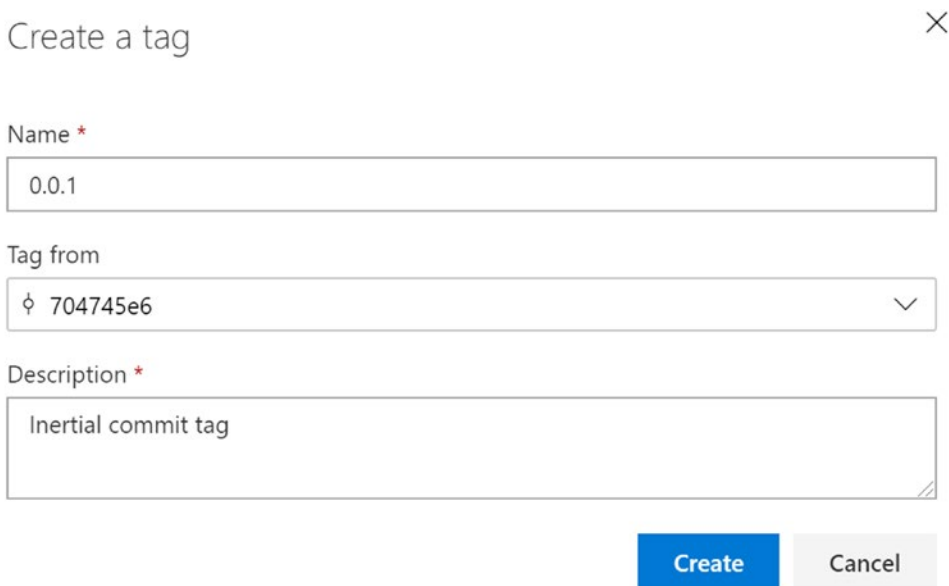 Create a tag
Name *
0.0.1
Tag from
704745e6
Description *
Inertial commit tag
Create Cancel